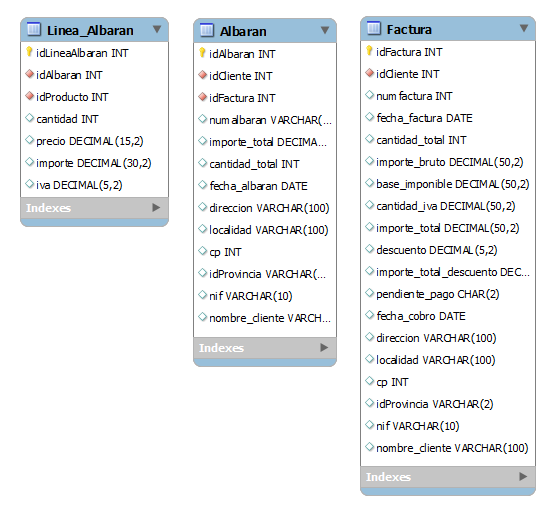 Linea_Albaran
idLineaAlbaran INT
idAlbaran INT
idProducto INT
cantidad INT
precio DECIMAL(15,2)
importe DECIMAL(30,2)
iva DECIMAL(5,2)
Indexes
Albaran
idAlbaran INT
idCliente INT
idFactura INT
numalbaran VARCHAR(...
importe_total DECIMA...
cantidad_total INT
fecha_albaran DATE
direccion VARCHAR(100)
localidad VARCHAR(100)
cp INT
idProvincia VARCHAR(...
nif VARCHAR(10)
nombre_cliente VARCH...
Indexes
Factura
idFactura INT
idCliente INT
numfactura INT
fecha_factura DATE
cantidad_total INT
importe_bruto DECIMAL(50,2)
base_imponible DECIMAL(50,2)
cantidad_iva DECIMAL(50,2)
importe_total DECIMAL(50,2)
descuento DECIMAL(5,2)
importe_total_descuento DEC...
pendiente_pago CHAR(2)
fecha_cobro DATE
direccion VARCHAR(100)
localidad VARCHAR(100)
cp INT
idProvincia VARCHAR(2)
nif VARCHAR(10)
nombre_cliente VARCHAR(100)
Indexes